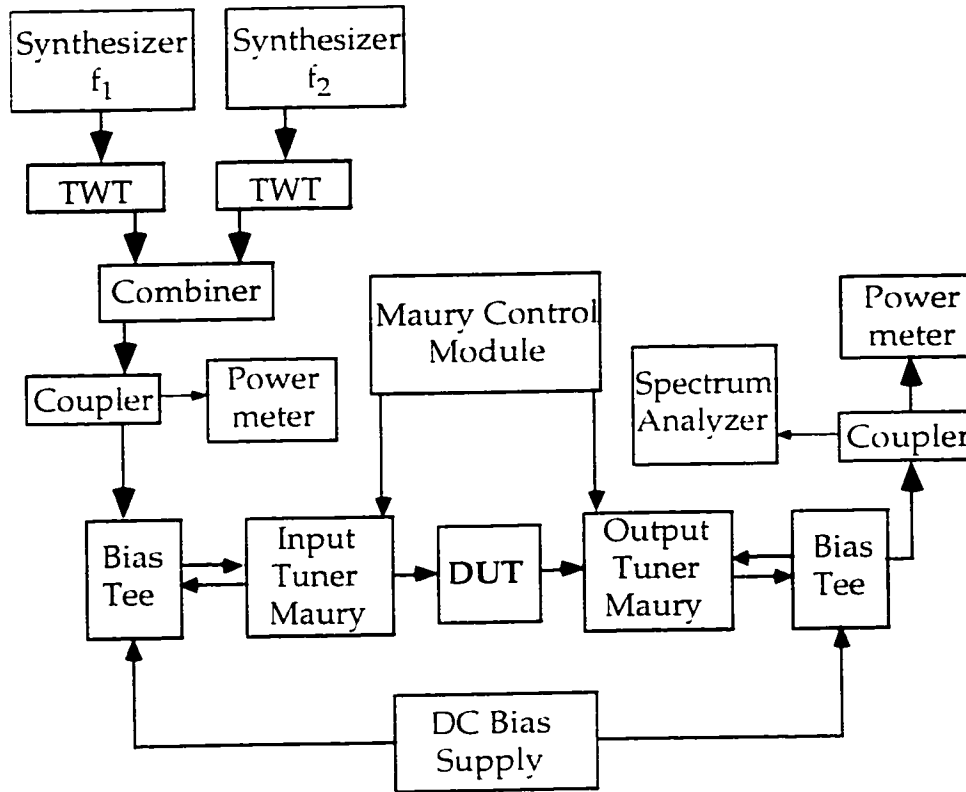 Synthesizer
f1
Synthesizer
f2
TWT
TWT
Combiner
Coupler
Power
meter
Maury Control
Module
Spectrum
Analyzer
Power
meter
Coupler
Bias
Tee
Input
Tuner
Maury
DUT
Output
Tuner
Maury
Bias
Tee
DC Bias
Supply